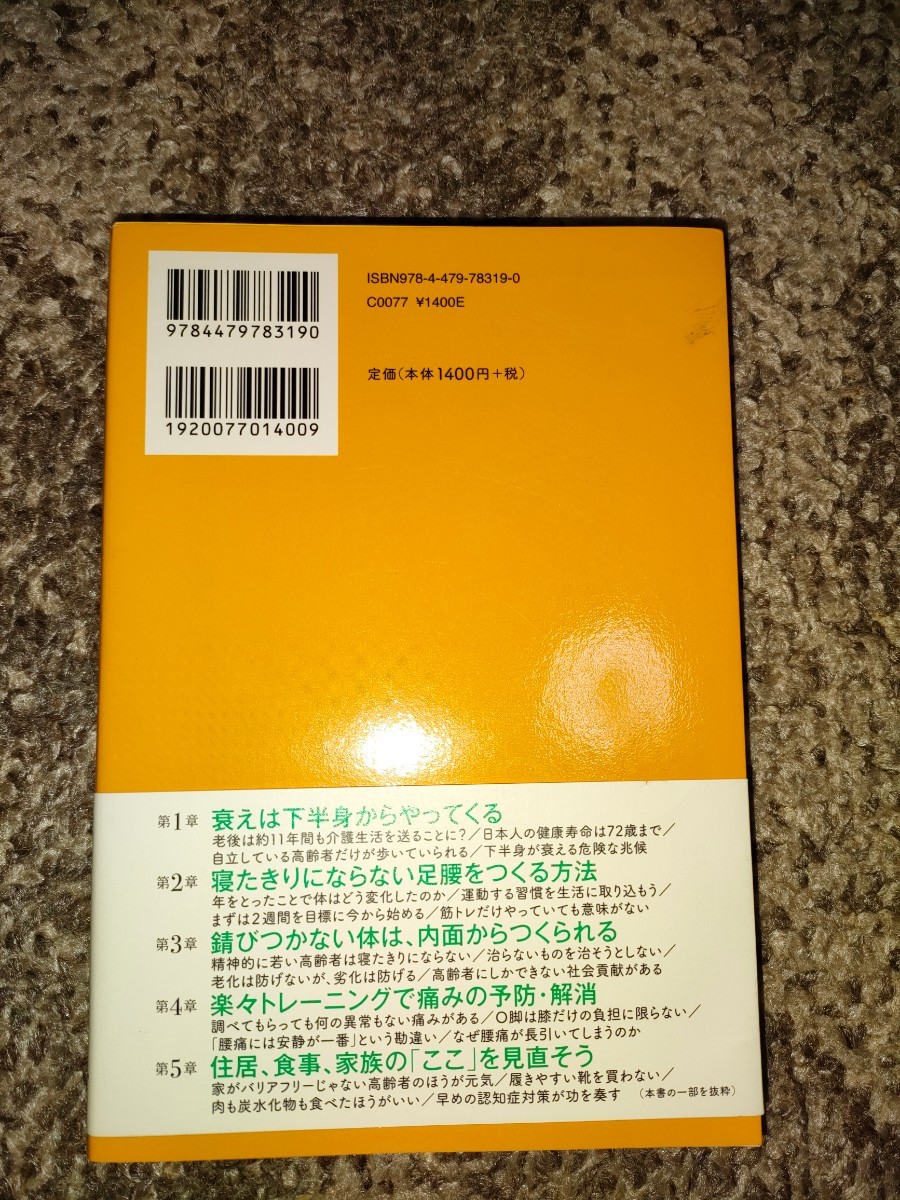 ISBN978-4-479-78319-0
C0077 ¥1400E
9784479783190
定価(本体1400円+税)
1920077014009
第1章 衰えは下半身からやってくる
老後は約11年間も介護生活を送ることに?/日本人の健康寿命は72歳まで/
自立している高齢者だけが歩いていられる/下半身が衰える危険な兆候
第2章 寝たきりにならない足腰をつくる方法
年をとったことで体はどう変化したのか/運動する習慣を生活に取り込もう/
まずは2週間を目標に今から始める/筋トレだけやっていても意味がない
第3章 錆びつかない体は、内面からつくられる
精神的に若い高齢者は寝たきりにならない/治らないものを治そうとしない/
老化は防げないが、劣化は防げる/高齢者にしかできない社会貢献がある
第4章 楽々トレーニングで痛みの予防・解消
調べてもらっても何の異常もない痛みがある/O脚は膝だけの負担に限らない/
「腰痛には安静が一番」という勘違い/なぜ腰痛が長引いてしまうのか
第5章 住居、食事、家族の「ここ」を見直そう
家がバリアフリーじゃない高齢者のほうが元気/履きやすい靴を買わない/
肉も炭水化物も食べたほうがいい/早めの認知症対策が功を奏す (本書の一部を抜粋)